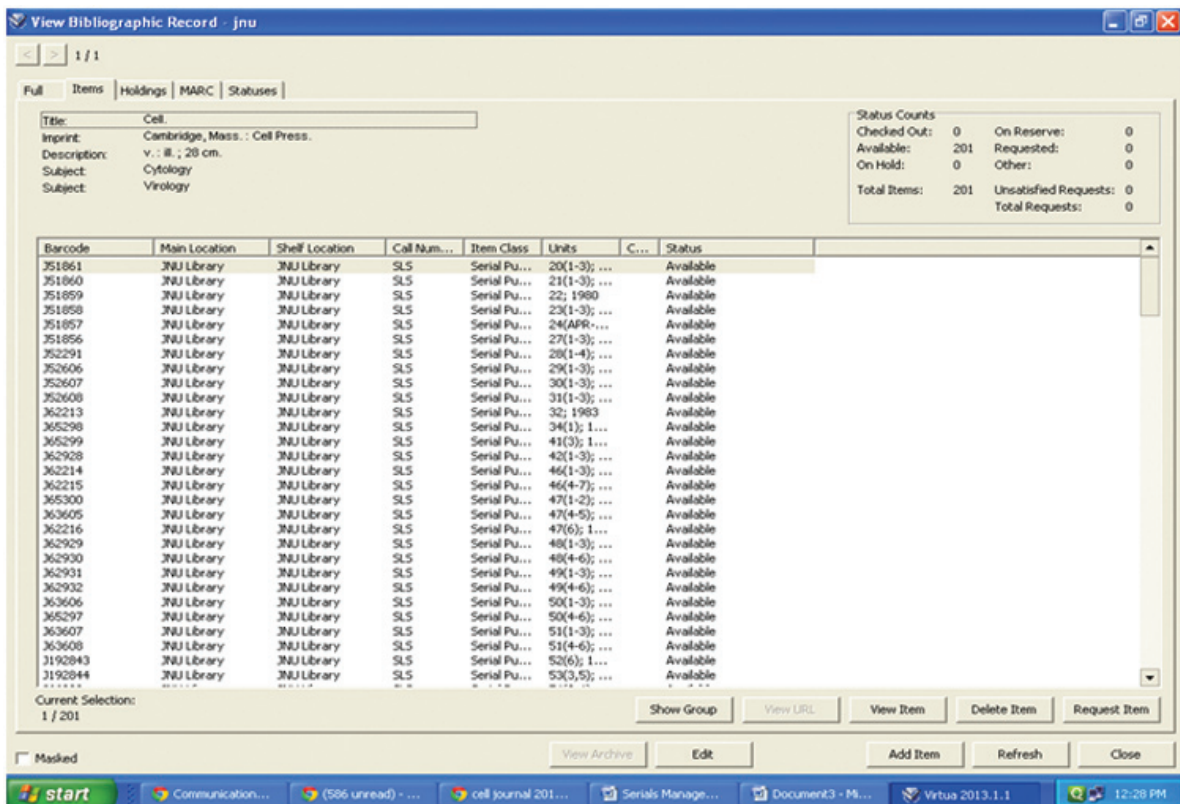 View Bibliographic Record - jnu
< > 1 / 1
Full Items Holdings MARC Statuses
Title: Cell.
Imprint: Cambridge, Mass. : Cell Press.
Description: v. : ill. ; 28 cm.
Subject: Cytology
Subject: Virology
Status Counts
Checked Out: 0 On Reserve: 0
Available: 201 Requested: 0
On Hold: 0 Other: 0
Total Items: 201 Unsatisfied Requests: 0
Total Requests: 0
Barcode Main Location Shelf Location Call Num... Item Class Units C... Status
J51861 JNU Library JNU Library SLS Serial Pu... 20(1-3); ... Available
J51860 JNU Library JNU Library SLS Serial Pu... 21(1-3); ... Available
J51859 JNU Library JNU Library SLS Serial Pu... 22; 1980 Available
J51858 JNU Library JNU Library SLS Serial Pu... 23(1-3); ... Available
J51857 JNU Library JNU Library SLS Serial Pu... 24(APR-... Available
J51856 JNU Library JNU Library SLS Serial Pu... 27(1-3); ... Available
J52291 JNU Library JNU Library SLS Serial Pu... 28(1-4); ... Available
J52606 JNU Library JNU Library SLS Serial Pu... 29(1-3); ... Available
J52607 JNU Library JNU Library SLS Serial Pu... 30(1-3); ... Available
J52608 JNU Library JNU Library SLS Serial Pu... 31(1-3); ... Available
J62213 JNU Library JNU Library SLS Serial Pu... 32; 1983 Available
J65298 JNU Library JNU Library SLS Serial Pu... 34(1); 1... Available
J65299 JNU Library JNU Library SLS Serial Pu... 41(3); 1... Available
J62928 JNU Library JNU Library SLS Serial Pu... 42(1-3); ... Available
J62214 JNU Library JNU Library SLS Serial Pu... 46(1-3); ... Available
J62215 JNU Library JNU Library SLS Serial Pu... 46(4-7); ... Available
J65300 JNU Library JNU Library SLS Serial Pu... 47(1-2); ... Available
J63605 JNU Library JNU Library SLS Serial Pu... 47(4-5); ... Available
J62216 JNU Library JNU Library SLS Serial Pu... 47(6); 1... Available
J62929 JNU Library JNU Library SLS Serial Pu... 48(1-3); ... Available
J62930 JNU Library JNU Library SLS Serial Pu... 48(4-6); ... Available
J62931 JNU Library JNU Library SLS Serial Pu... 49(1-3); ... Available
J62932 JNU Library JNU Library SLS Serial Pu... 49(4-6); ... Available
J63606 JNU Library JNU Library SLS Serial Pu... 50(1-3); ... Available
J65297 JNU Library JNU Library SLS Serial Pu... 50(4-6); ... Available
J63607 JNU Library JNU Library SLS Serial Pu... 51(1-3); ... Available
J63608 JNU Library JNU Library SLS Serial Pu... 51(4-6); ... Available
J192843 JNU Library JNU Library SLS Serial Pu... 52(6); 1... Available
J192844 JNU Library JNU Library SLS Serial Pu... 53(3,5); ... Available
Current Selection:
1 / 201
Show Group View URL View Item Delete Item Request Item
Masked View Archive Edit Add Item Refresh Close
start Communication... (586 unread) - ... cell journal 201... Serials Manage... Document3 - Mi... Virtua 2013.1.1 12:28 PM